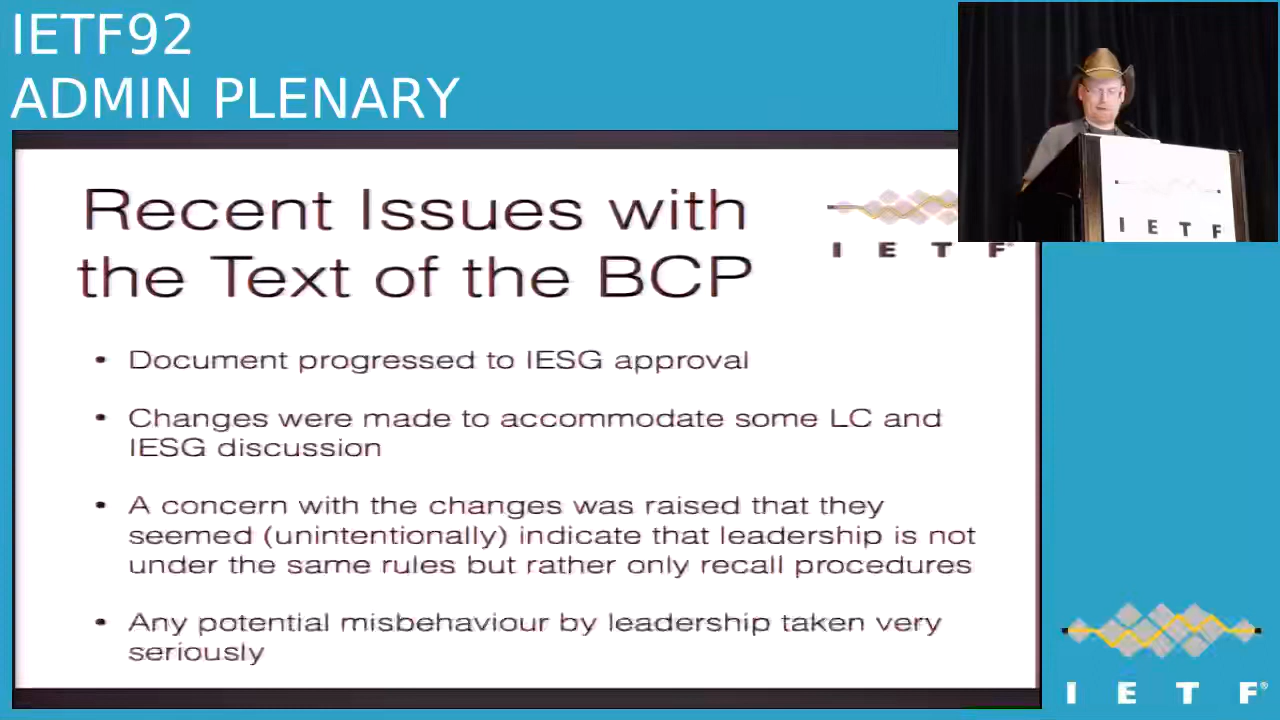 IETF92
ADMIN PLENARY
Recent Issues with
the Text of the BCP
I E T F
• Document progressed to IESG approval
• Changes were made to accommodate some LC and
IESG discussion
• A concern with the changes was raised that they
seemed (unintentionally) indicate that leadership is not
under the same rules but rather only recall procedures
• Any potential misbehaviour by leadership taken very
seriously
I E T F
I E T F®